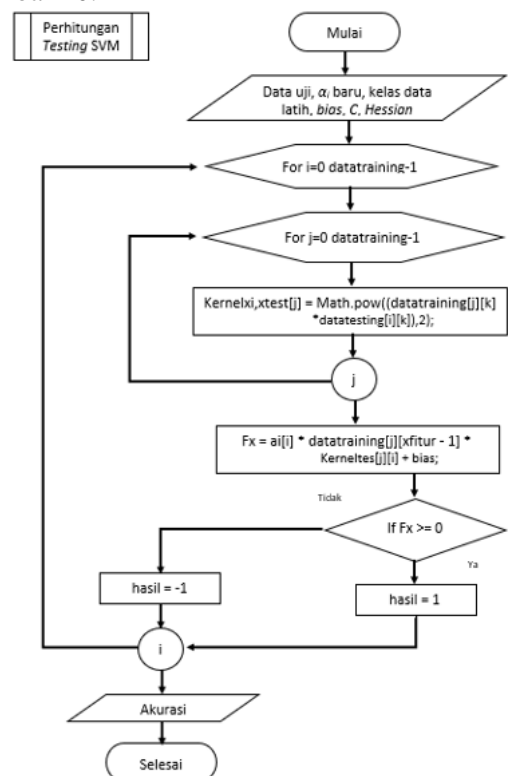 Perhitungan
Testing SVM
Mulai
Data uji, αᵢ baru, kelas data
latih, bias, C, Hessian
For i=0 datatraining-1
For j=0 datatraining-1
Kernelxi,xtest[j] = Math.pow((datatraining[j][k]
*datatesting[i][k]),2);
j
Fx = ai[i] * datatraining[j][xfitur - 1] *
Kerneltes[j][i] + bias;
Tidak
If Fx >= 0
Ya
hasil = -1
hasil = 1
i
Akurasi
Selesai